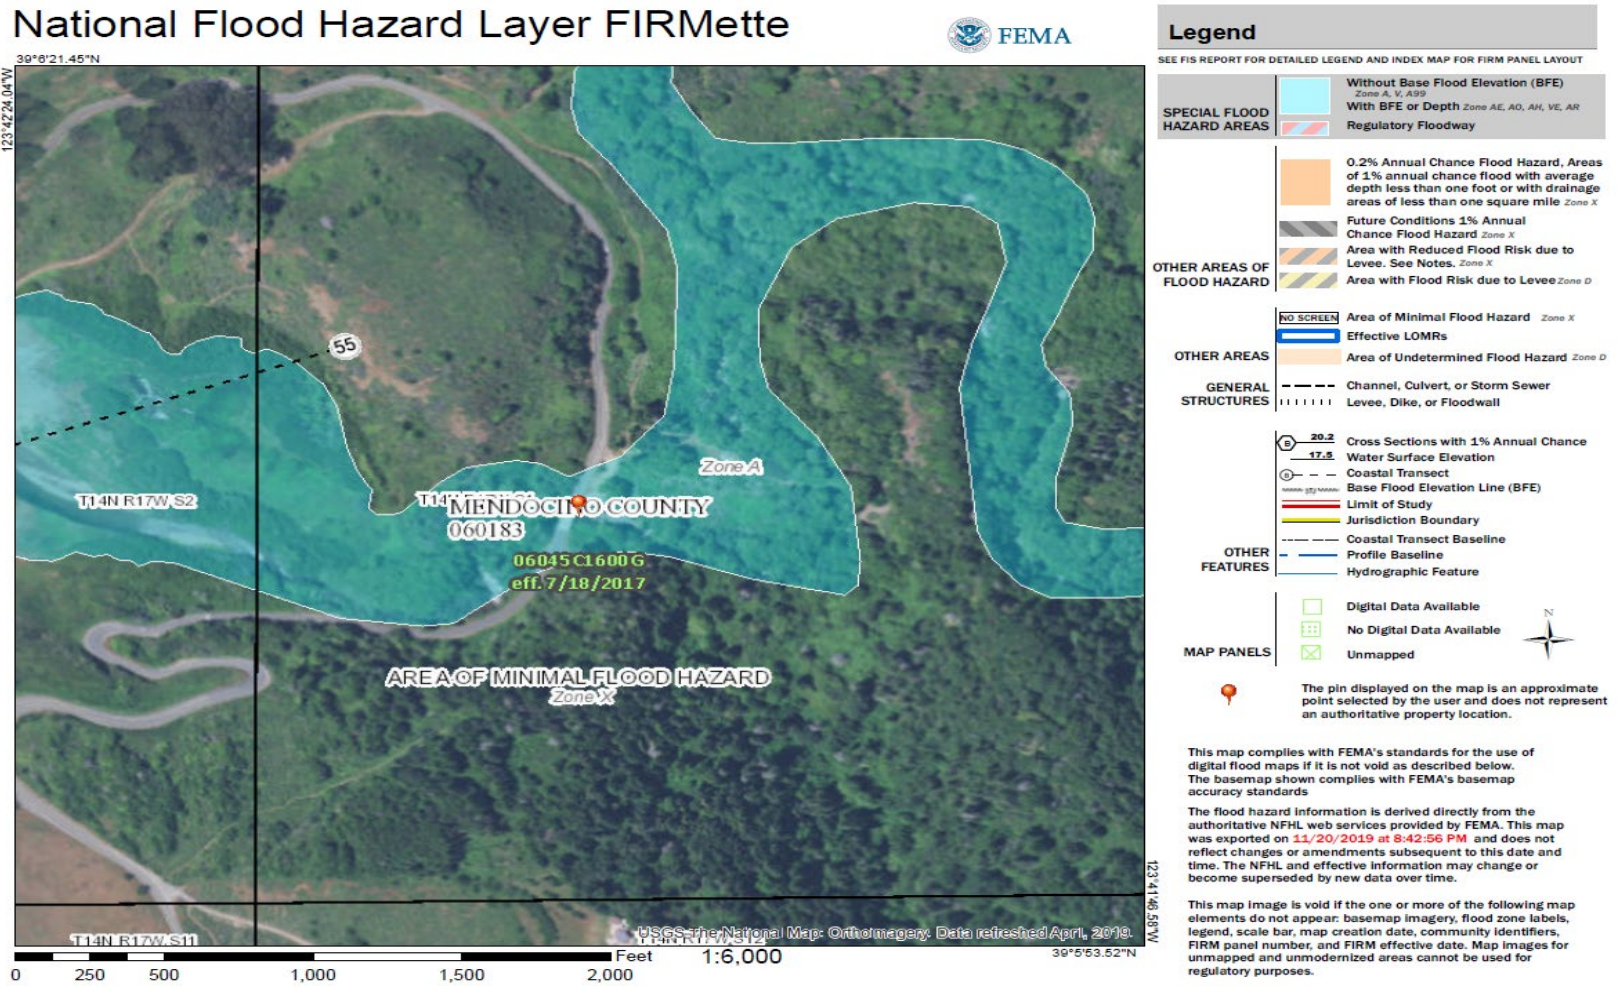 National Flood Hazard Layer FIRMette
FEMA
39°6'21.45"N
123°42'24.04"W
55
Zone A
T14N R17W S2
MENDOCINO COUNTY
060183
06045C1600G
eff. 7/18/2017
AREA OF MINIMAL FLOOD HAZARD
Zone X
T14N R17W S11
T14N R17W S12
USGS The National Map: Orthoimagery. Data refreshed April, 2019.
123°41'46.58"W
39°5'53.52"N
0 250 500 1,000 1,500 2,000
Feet
1:6,000
Legend
SEE FIS REPORT FOR DETAILED LEGEND AND INDEX MAP FOR FIRM PANEL LAYOUT
SPECIAL FLOOD
HAZARD AREAS
Without Base Flood Elevation (BFE)
Zone A, V, A99
With BFE or Depth Zone AE, AO, AH, VE, AR
Regulatory Floodway
OTHER AREAS OF
FLOOD HAZARD
0.2% Annual Chance Flood Hazard, Areas
of 1% annual chance flood with average
depth less than one foot or with drainage
areas of less than one square mile Zone X
Future Conditions 1% Annual
Chance Flood Hazard Zone X
Area with Reduced Flood Risk due to
Levee. See Notes. Zone X
Area with Flood Risk due to Levee Zone D
OTHER AREAS
NO SCREEN Area of Minimal Flood Hazard Zone X
Effective LOMRs
Area of Undetermined Flood Hazard Zone D
GENERAL
STRUCTURES
Channel, Culvert, or Storm Sewer
Levee, Dike, or Floodwall
OTHER
FEATURES
B 20.2 Cross Sections with 1% Annual Chance
17.5 Water Surface Elevation
Coastal Transect
Base Flood Elevation Line (BFE)
Limit of Study
Jurisdiction Boundary
Coastal Transect Baseline
Profile Baseline
Hydrographic Feature
MAP PANELS
Digital Data Available
No Digital Data Available
Unmapped
N
The pin displayed on the map is an approximate
point selected by the user and does not represent
an authoritative property location.
This map complies with FEMA's standards for the use of
digital flood maps if it is not void as described below.
The basemap shown complies with FEMA's basemap
accuracy standards
The flood hazard information is derived directly from the
authoritative NFHL web services provided by FEMA. This map
was exported on 11/20/2019 at 8:42:56 PM and does not
reflect changes or amendments subsequent to this date and
time. The NFHL and effective information may change or
become superseded by new data over time.
This map image is void if the one or more of the following map
elements do not appear: basemap imagery, flood zone labels,
legend, scale bar, map creation date, community identifiers,
FIRM panel number, and FIRM effective date. Map images for
unmapped and unmodernized areas cannot be used for
regulatory purposes.